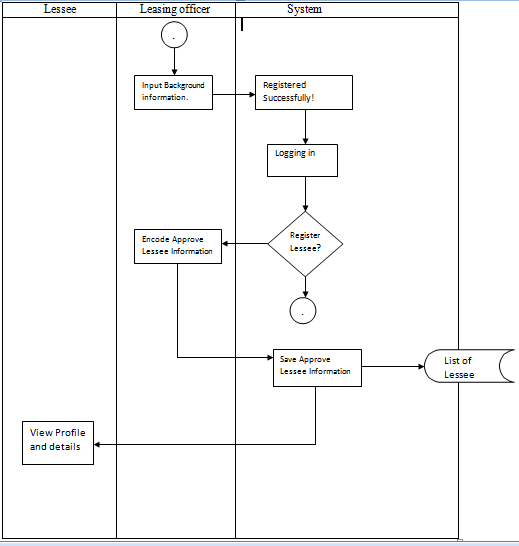 Lessee
Leasing officer
System
Input Background
information.
Registered
Successfully!
Logging in
Register
Lessee?
Encode Approve
Lessee Information
Save Approve
Lessee Information
List of
Lessee
View Profile
and details